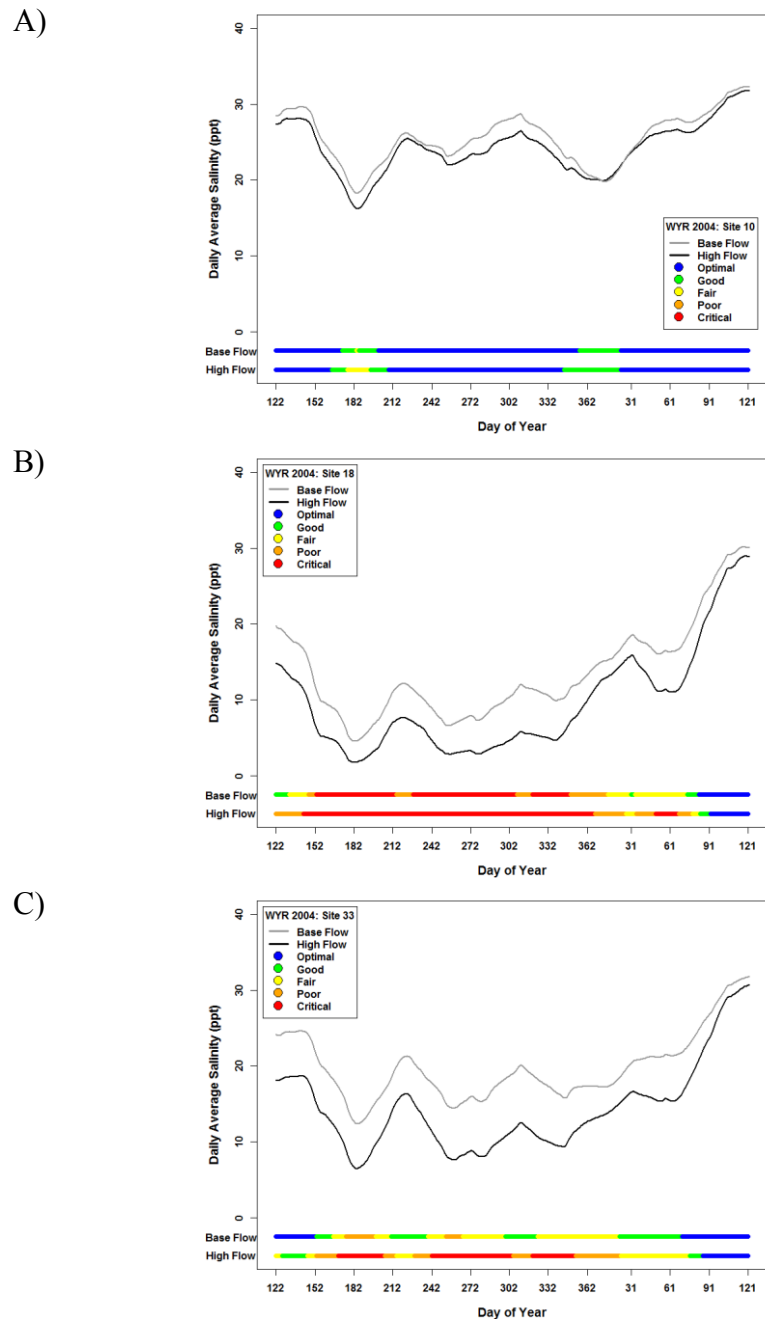 A)
Daily Average Salinity (ppt)
40
30
20
10
0
WYR 2004: Site 10
Base Flow
High Flow
Optimal
Good
Fair
Poor
Critical
Base Flow
High Flow
122 152 182 212 242 272 302 332 362 31 61 91 121
Day of Year
B)
Daily Average Salinity (ppt)
40
30
20
10
0
WYR 2004: Site 18
Base Flow
High Flow
Optimal
Good
Fair
Poor
Critical
Base Flow
High Flow
122 152 182 212 242 272 302 332 362 31 61 91 121
Day of Year
C)
Daily Average Salinity (ppt)
40
30
20
10
0
WYR 2004: Site 33
Base Flow
High Flow
Optimal
Good
Fair
Poor
Critical
Base Flow
High Flow
122 152 182 212 242 272 302 332 362 31 61 91 121
Day of Year